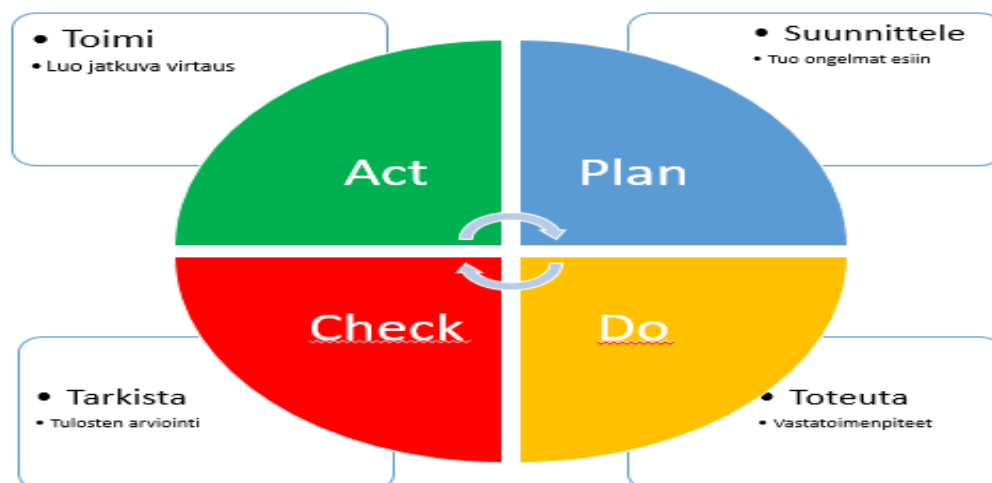 • Toimi
• Luo jatkuva virtaus
• Suunnittele
• Tuo ongelmat esiin
Act
Plan
Check
Do
• Tarkista
• Tulosten arviointi
• Toteuta
• Vastatoimenpiteet